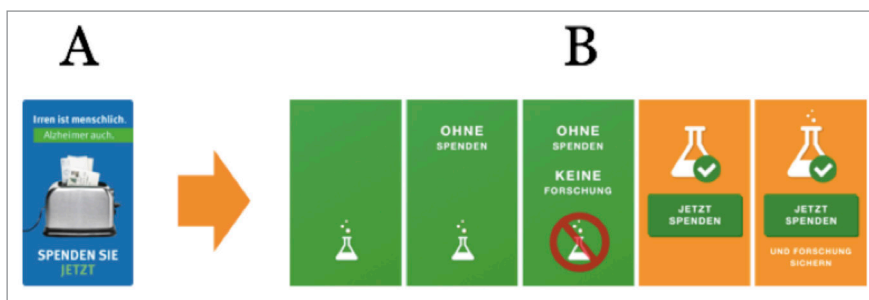 A
B
Irren ist menschlich.
Alzheimer auch.
SPENDEN SIE
JETZT
OHNE
SPENDEN
OHNE
SPENDEN
KEINE
FORSCHUNG
JETZT
SPENDEN
JETZT
SPENDEN
UND FORSCHUNG
SICHERN